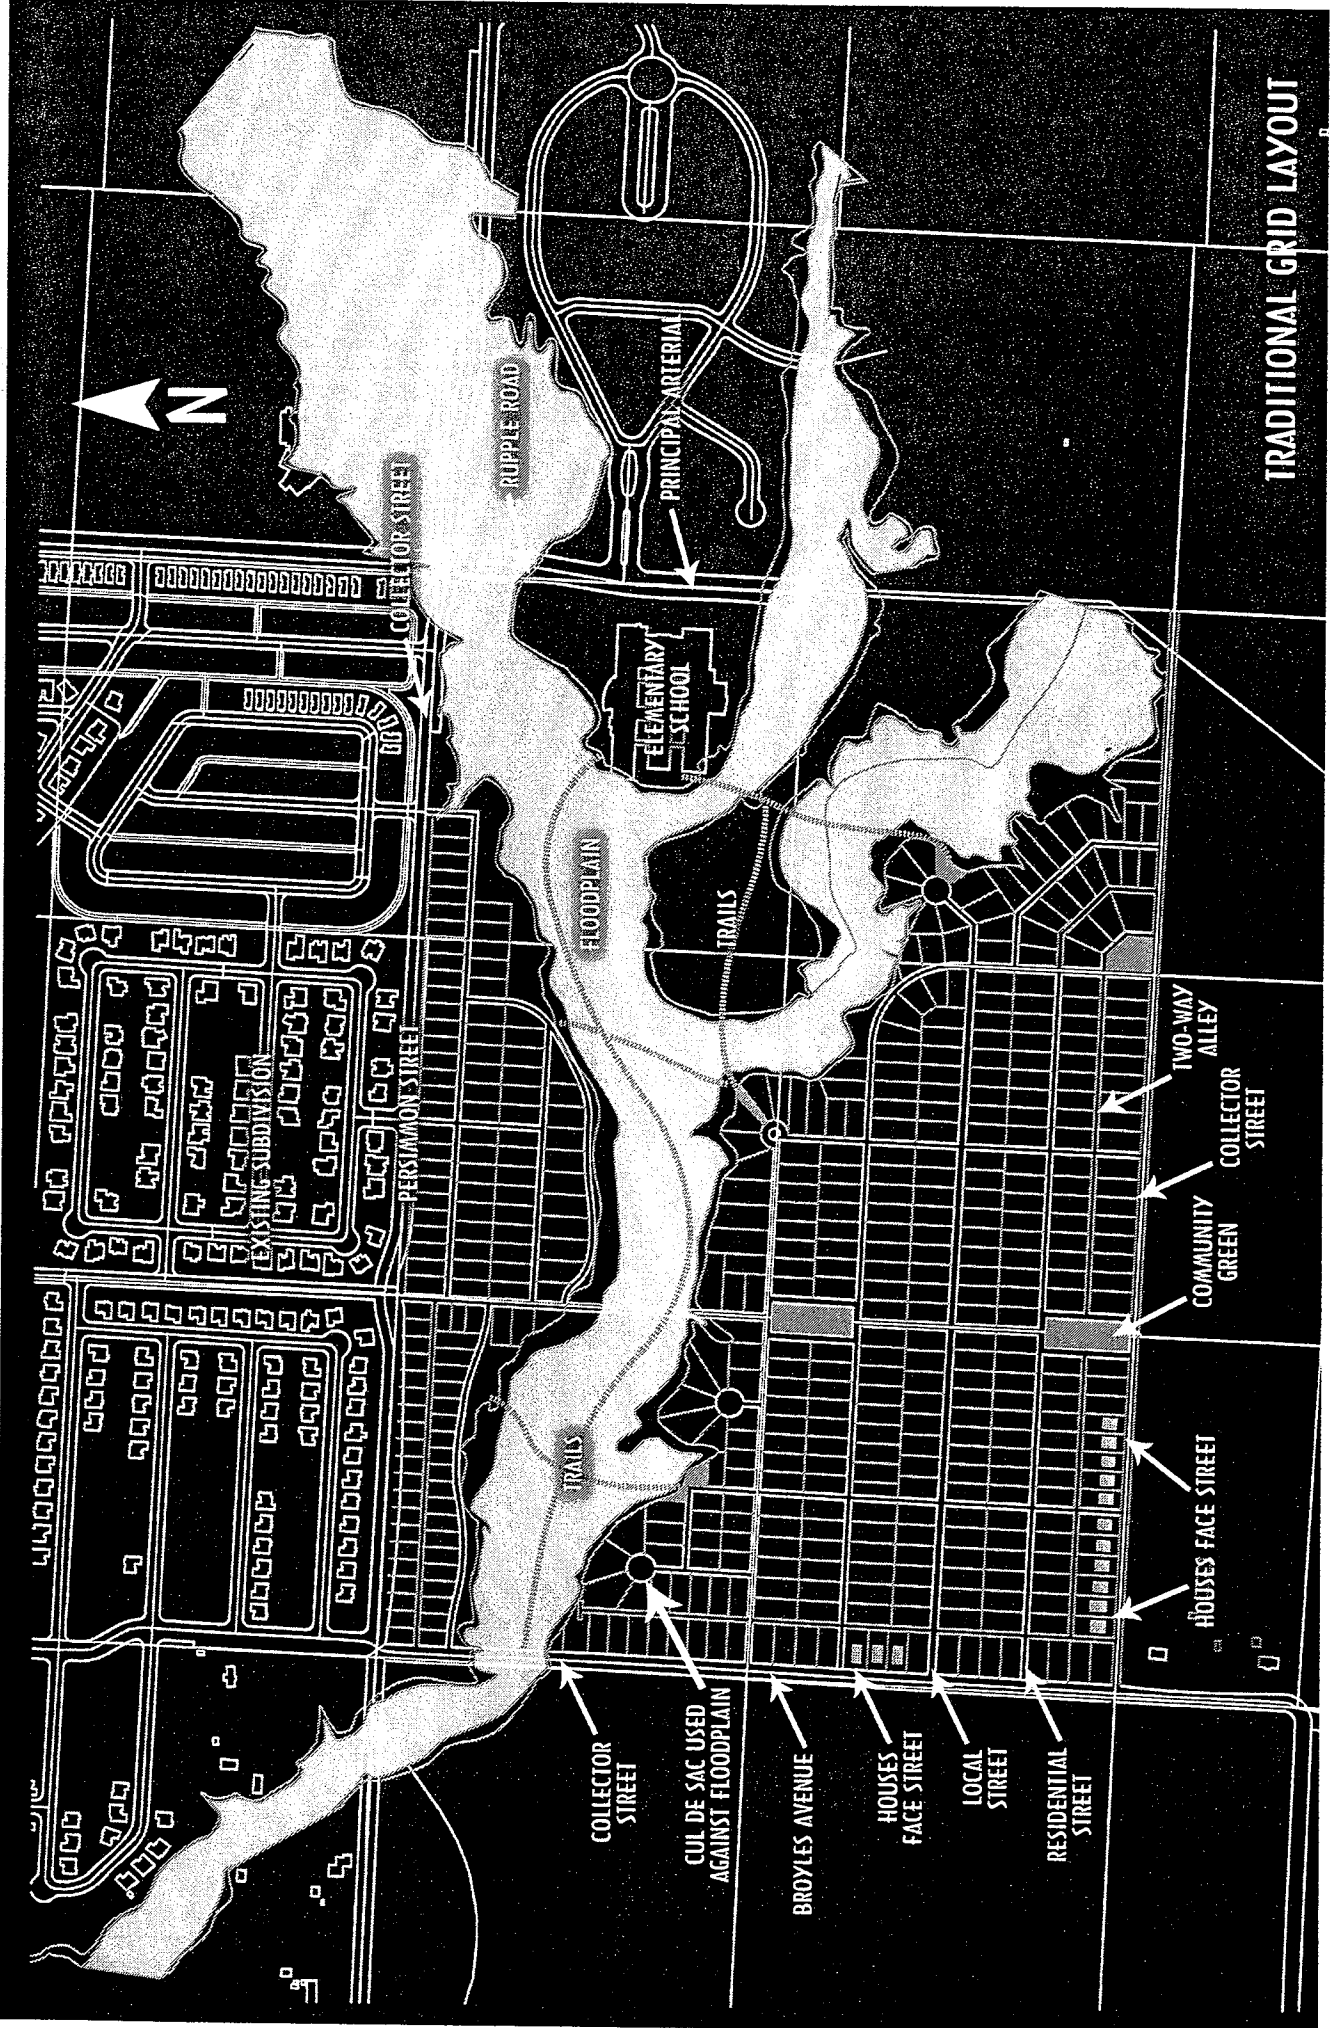 N
COLLECTOR STREET
RUPPLE ROAD
PRINCIPAL ARTERIAL
ELEMENTARY
SCHOOL
FLOODPLAIN
TRAILS
EXISTING SUBDIVISION
PERSIMMON STREET
TRAILS
COLLECTOR
STREET
CUL DE SAC USED
AGAINST FLOODPLAIN
BROYLES AVENUE
HOUSES
FACE STREET
LOCAL
STREET
RESIDENTIAL
STREET
HOUSES FACE STREET
COMMUNITY
GREEN
COLLECTOR
STREET
TWO-WAY
ALLEY
TRADITIONAL GRID LAYOUT